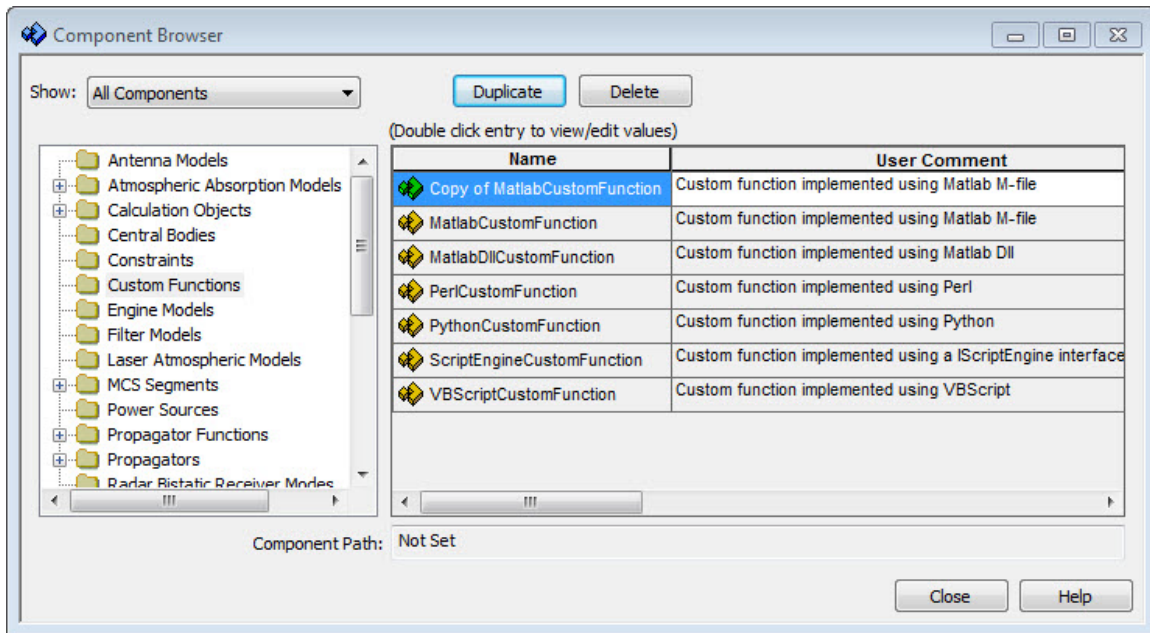 Component Browser
Show: All Components
Duplicate Delete
(Double click entry to view/edit values)
Antenna Models
Atmospheric Absorption Models
Calculation Objects
Central Bodies
Constraints
Custom Functions
Engine Models
Filter Models
Laser Atmospheric Models
MCS Segments
Power Sources
Propagator Functions
Propagators
Radar Bistatic Receiver Modes
Name User Comment
Copy of MatlabCustomFunction Custom function implemented using Matlab M-file
MatlabCustomFunction Custom function implemented using Matlab M-file
MatlabDllCustomFunction Custom function implemented using Matlab Dll
PerlCustomFunction Custom function implemented using Perl
PythonCustomFunction Custom function implemented using Python
ScriptEngineCustomFunction Custom function implemented using a IScriptEngine interface
VBScriptCustomFunction Custom function implemented using VBScript
Component Path: Not Set
Close Help